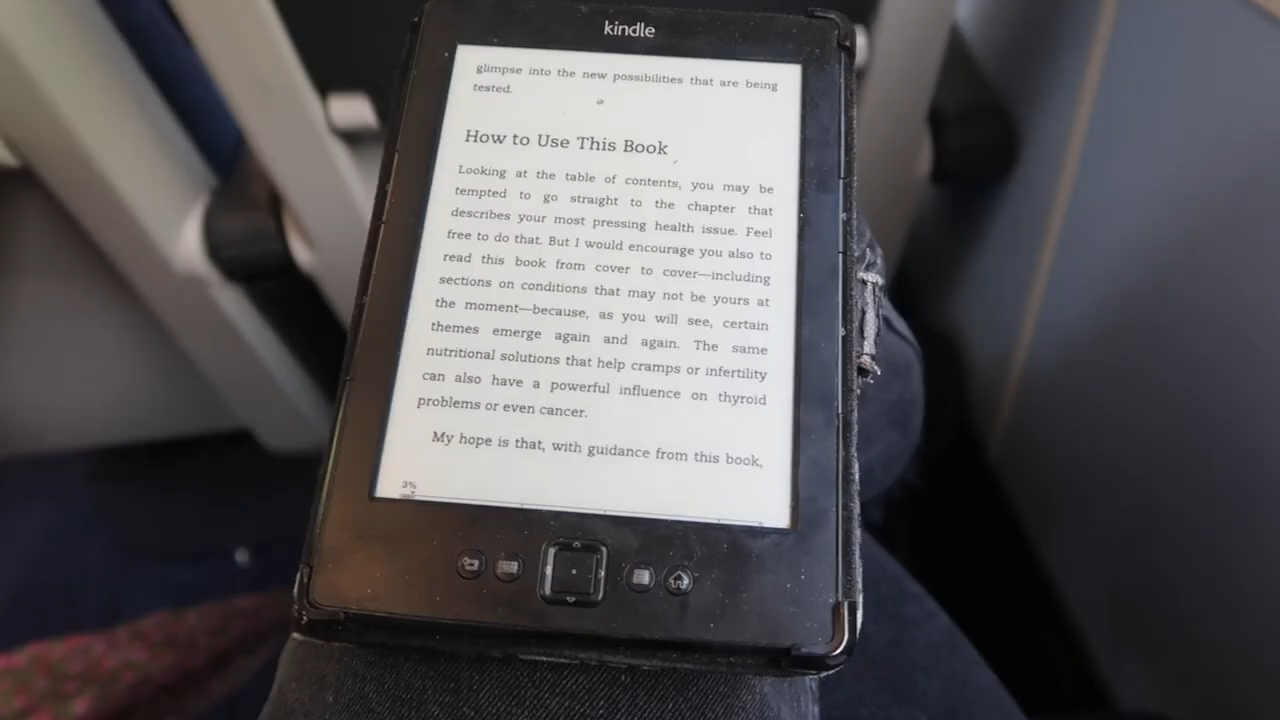 kindle
glimpse into the new possibilities that are being
tested.
How to Use This Book
Looking at the table of contents, you may be
tempted to go straight to the chapter that
describes your most pressing health issue. Feel
free to do that. But I would encourage you also to
read this book from cover to cover—including
sections on conditions that may not be yours at
the moment—because, as you will see, certain
themes emerge again and again. The same
nutritional solutions that help cramps or infertility
can also have a powerful influence on thyroid
problems or even cancer.
My hope is that, with guidance from this book,
3%